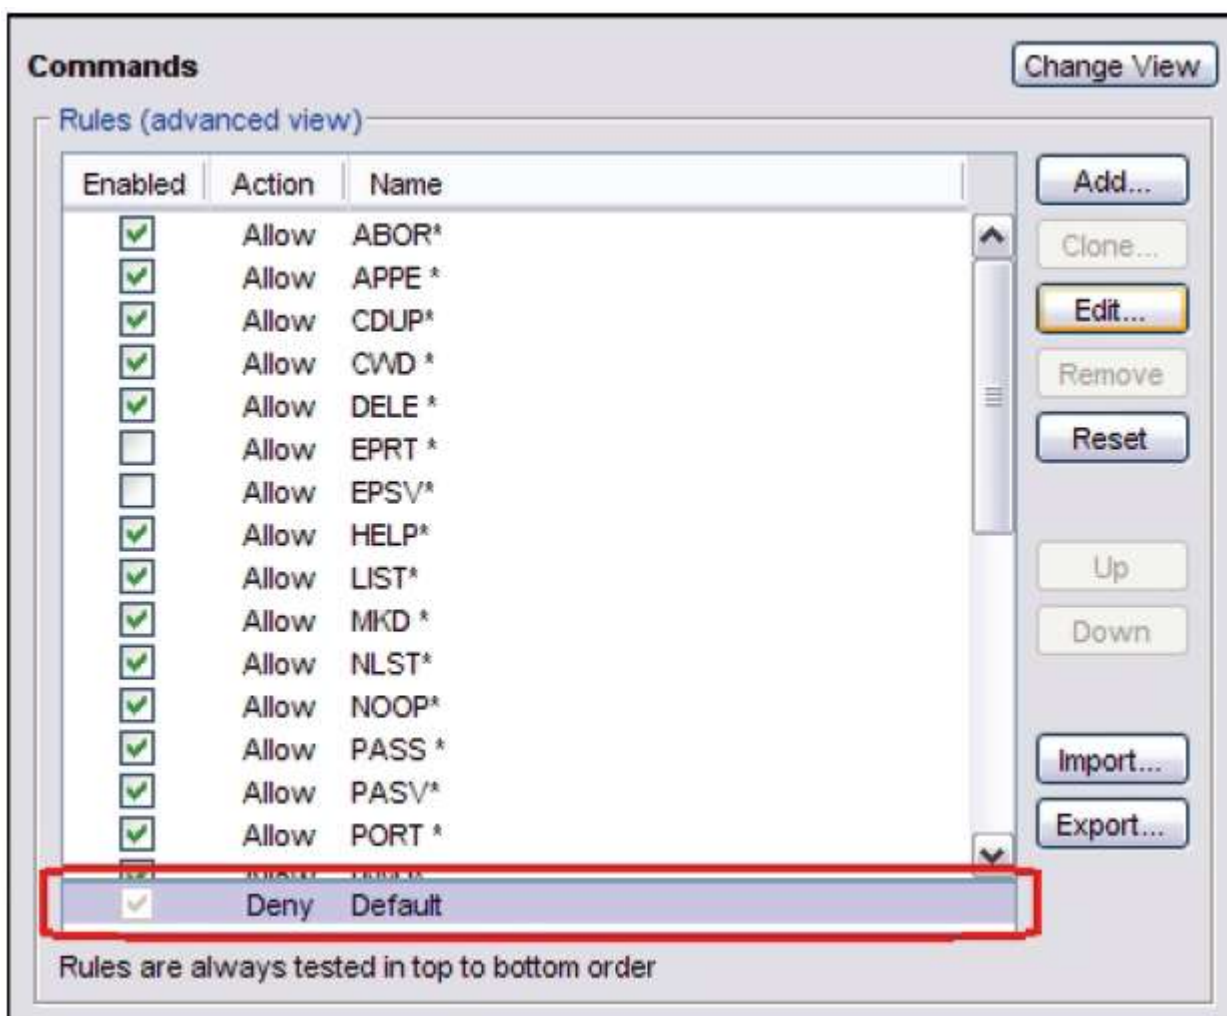 Commands
Change View
Rules (advanced view)
Enabled Action Name
Allow ABOR*
Allow APPE *
Allow CDUP*
Allow CWD *
Allow DELE *
Allow EPRT *
Allow EPSV*
Allow HELP*
Allow LIST*
Allow MKD *
Allow NLST*
Allow NOOP*
Allow PASS *
Allow PASV*
Allow PORT *
Deny Default
Rules are always tested in top to bottom order
Add...
Clone...
Edit...
Remove
Reset
Up
Down
Import...
Export...